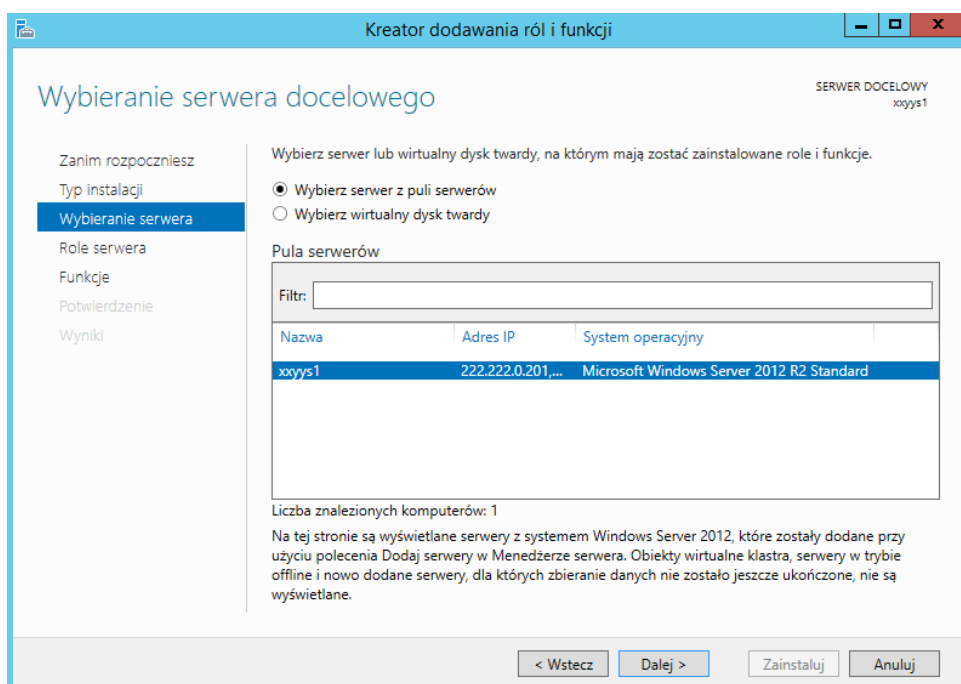 Kreator dodawania ról i funkcji
Wybieranie serwera docelowego
SERWER DOCELOWY
xxyys1
Zanim rozpoczniesz
Typ instalacji
Wybieranie serwera
Role serwera
Funkcje
Potwierdzenie
Wyniki
Wybierz serwer lub wirtualny dysk twardy, na którym mają zostać zainstalowane role i funkcje.
Wybierz serwer z puli serwerów
Wybierz wirtualny dysk twardy
Pula serwerów
Filtr:
Nazwa Adres IP System operacyjny
xxyys1 222.222.0.201,... Microsoft Windows Server 2012 R2 Standard
Liczba znalezionych komputerów: 1
Na tej stronie są wyświetlane serwery z systemem Windows Server 2012, które zostały dodane przy
użyciu polecenia Dodaj serwery w Menedżerze serwera. Obiekty wirtualne klastra, serwery w trybie
offline i nowo dodane serwery, dla których zbieranie danych nie zostało jeszcze ukończone, nie są
wyświetlane.
< Wstecz Dalej > Zainstaluj Anuluj